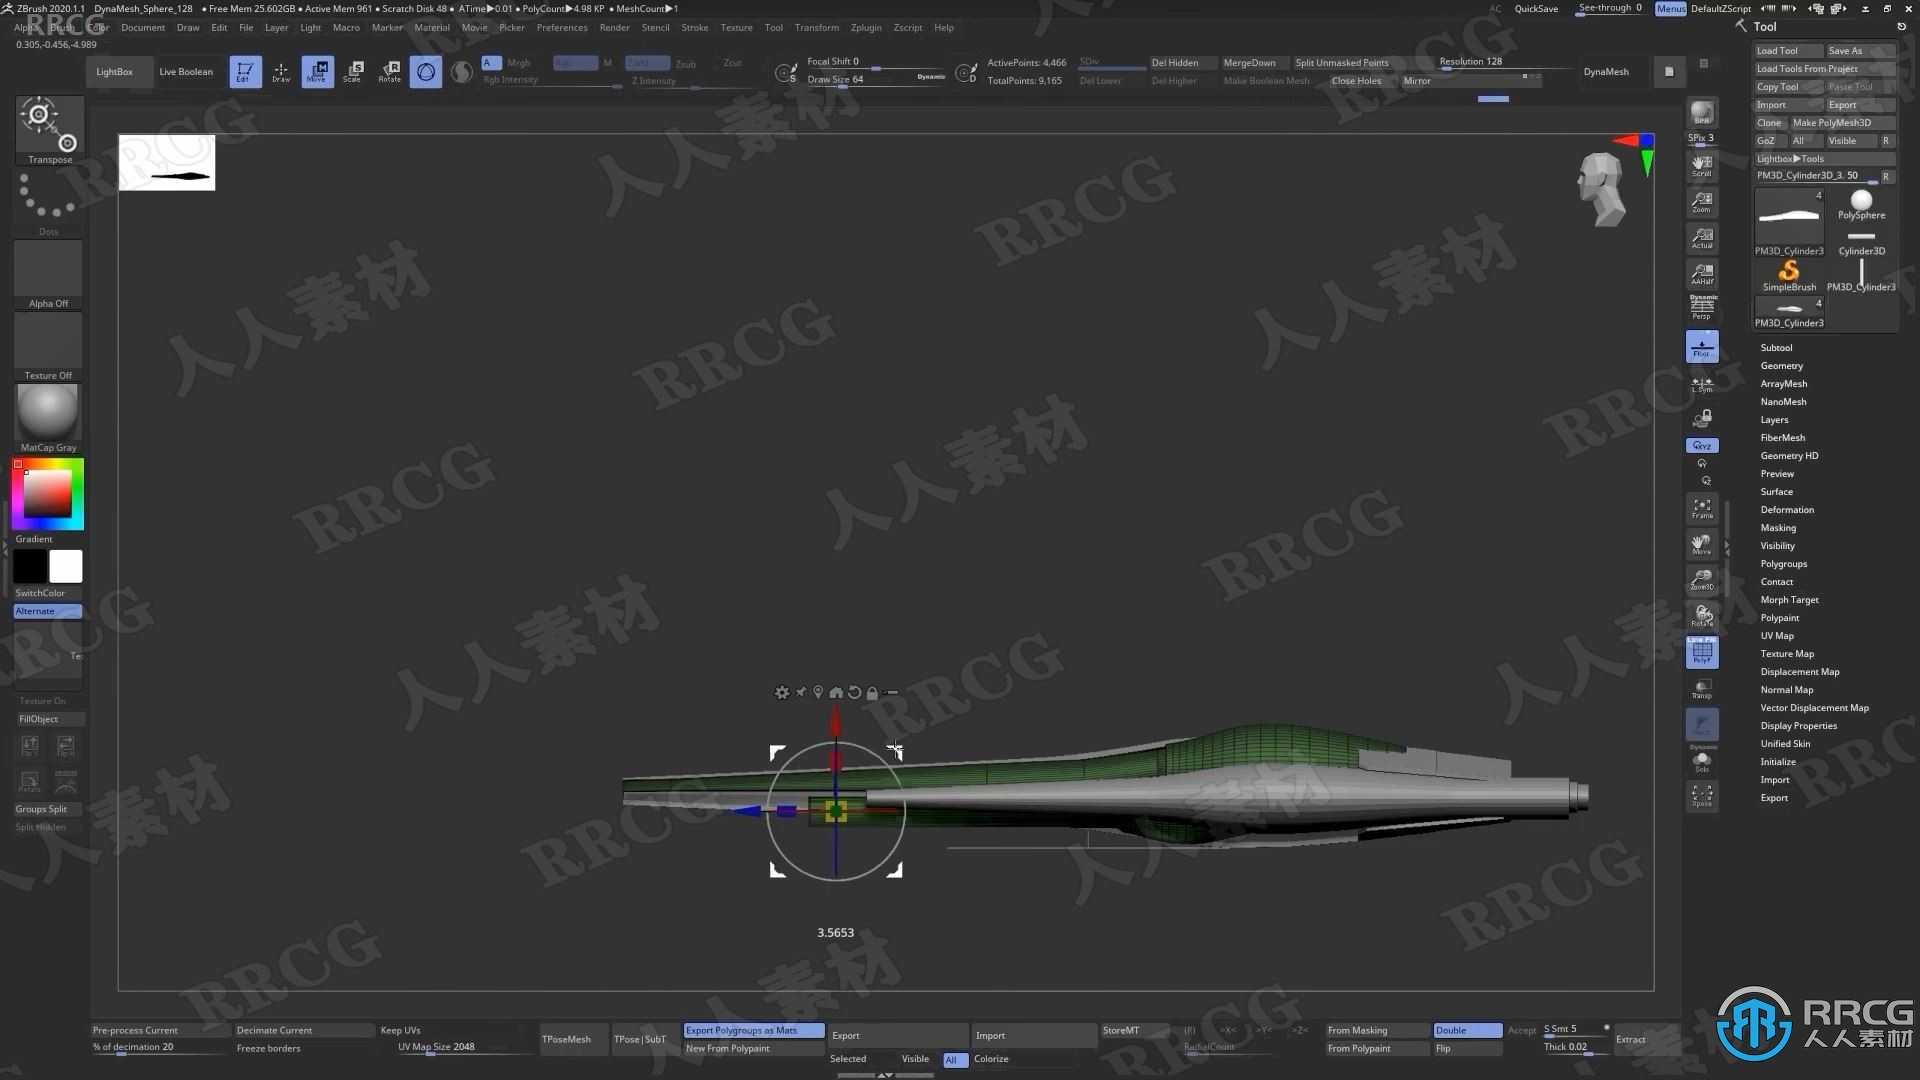 ZBrush 2020.1.1 DynaMesh_Sphere_128 • Free Mem 25.602GB • Active Mem 961 • Scratch Disk 48 • ATime▶0.01 • PolyCount▶4.98 KP • MeshCount▶1 AC QuickSave See-through 0 Menus DefaultZScript
Alpha Brush Color Document Draw Edit File Layer Light Macro Marker Material Movie Picker Preferences Render Stencil Stroke Texture Tool Transform Zplugin Zscript Help
0.305,-0.456,-4.989
LightBox Live Boolean Edit Draw Move Scale Rotate
A Mrgb Rgb M Zadd Zsub Zcut
Rgb Intensity Z Intensity
Focal Shift 0
Draw Size 64 Dynamic
ActivePoints: 4,466
TotalPoints: 9,165
SDiv Del Hidden MergeDown Split Unmasked Points Resolution 128
Del Lower Del Higher Make Boolean Mesh Close Holes Mirror
DynaMesh
Transpose
Dots
Alpha Off
Texture Off
MatCap Gray
Gradient
SwitchColor
Alternate
Te:
Texture On
FillObject
Flip V Flip H
Rotate
Groups Split
Split Hidden
3.5653
BPR
SPix 3
Scroll
Zoom
Actual
AAHalf
Dynamic
Persp
Floor
L.Sym
XYZ
Y
Z
Frame
Move
Zoom3D
Rotate
Line Fill
PolyF
Transp
Ghost
Dynamic
Solo
Xpose
Tool
Load Tool Save As
Load Tools From Project
Copy Tool Paste Tool
Import Export
Clone Make PolyMesh3D
GoZ All Visible R
Lightbox▶Tools
PM3D_Cylinder3D_3. 50 R
4
PolySphere
PM3D_Cylinder3 Cylinder3D
SimpleBrush PM3D_Cylinder3
4
PM3D_Cylinder3
Subtool
Geometry
ArrayMesh
NanoMesh
Layers
FiberMesh
Geometry HD
Preview
Surface
Deformation
Masking
Visibility
Polygroups
Contact
Morph Target
Polypaint
UV Map
Texture Map
Displacement Map
Normal Map
Vector Displacement Map
Display Properties
Unified Skin
Initialize
Import
Export
Pre-process Current Decimate Current Keep UVs
% of decimation 20 Freeze borders UV Map Size 2048
TPoseMesh TPose|SubT
Export Polygroups as Mats
New From Polypaint
Export Import
Selected Visible All Colorize
StoreMT (R) >X< >Y< >Z<
RadialCount
From Masking Double Accept S Smt 5
From Polypaint Flip Thick 0.02
Extract
RRCG
人人素材